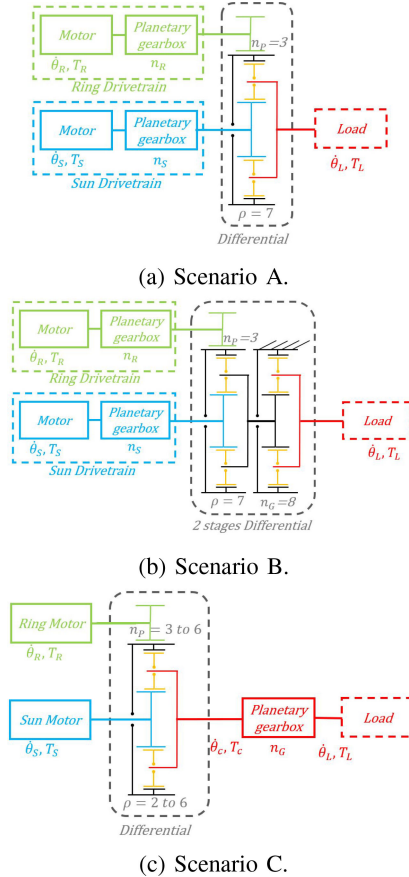 Motor
Planetary gearbox
n_P=3
θ̇_R, T_R
n_R
Ring Drivetrain
Motor
Planetary gearbox
Load
θ̇_S, T_S
n_S
θ̇_L, T_L
Sun Drivetrain
ρ = 7
Differential
(a) Scenario A.
Motor
Planetary gearbox
n_P=3
θ̇_R, T_R
n_R
Ring Drivetrain
Motor
Planetary gearbox
Load
θ̇_S, T_S
n_S
θ̇_L, T_L
Sun Drivetrain
ρ = 7
n_G=8
2 stages Differential
(b) Scenario B.
Ring Motor
n_P = 3 to 6
θ̇_R, T_R
Sun Motor
Planetary gearbox
Load
θ̇_S, T_S
θ̇_c, T_c
n_G
θ̇_L, T_L
ρ = 2 to 6
Differential
(c) Scenario C.